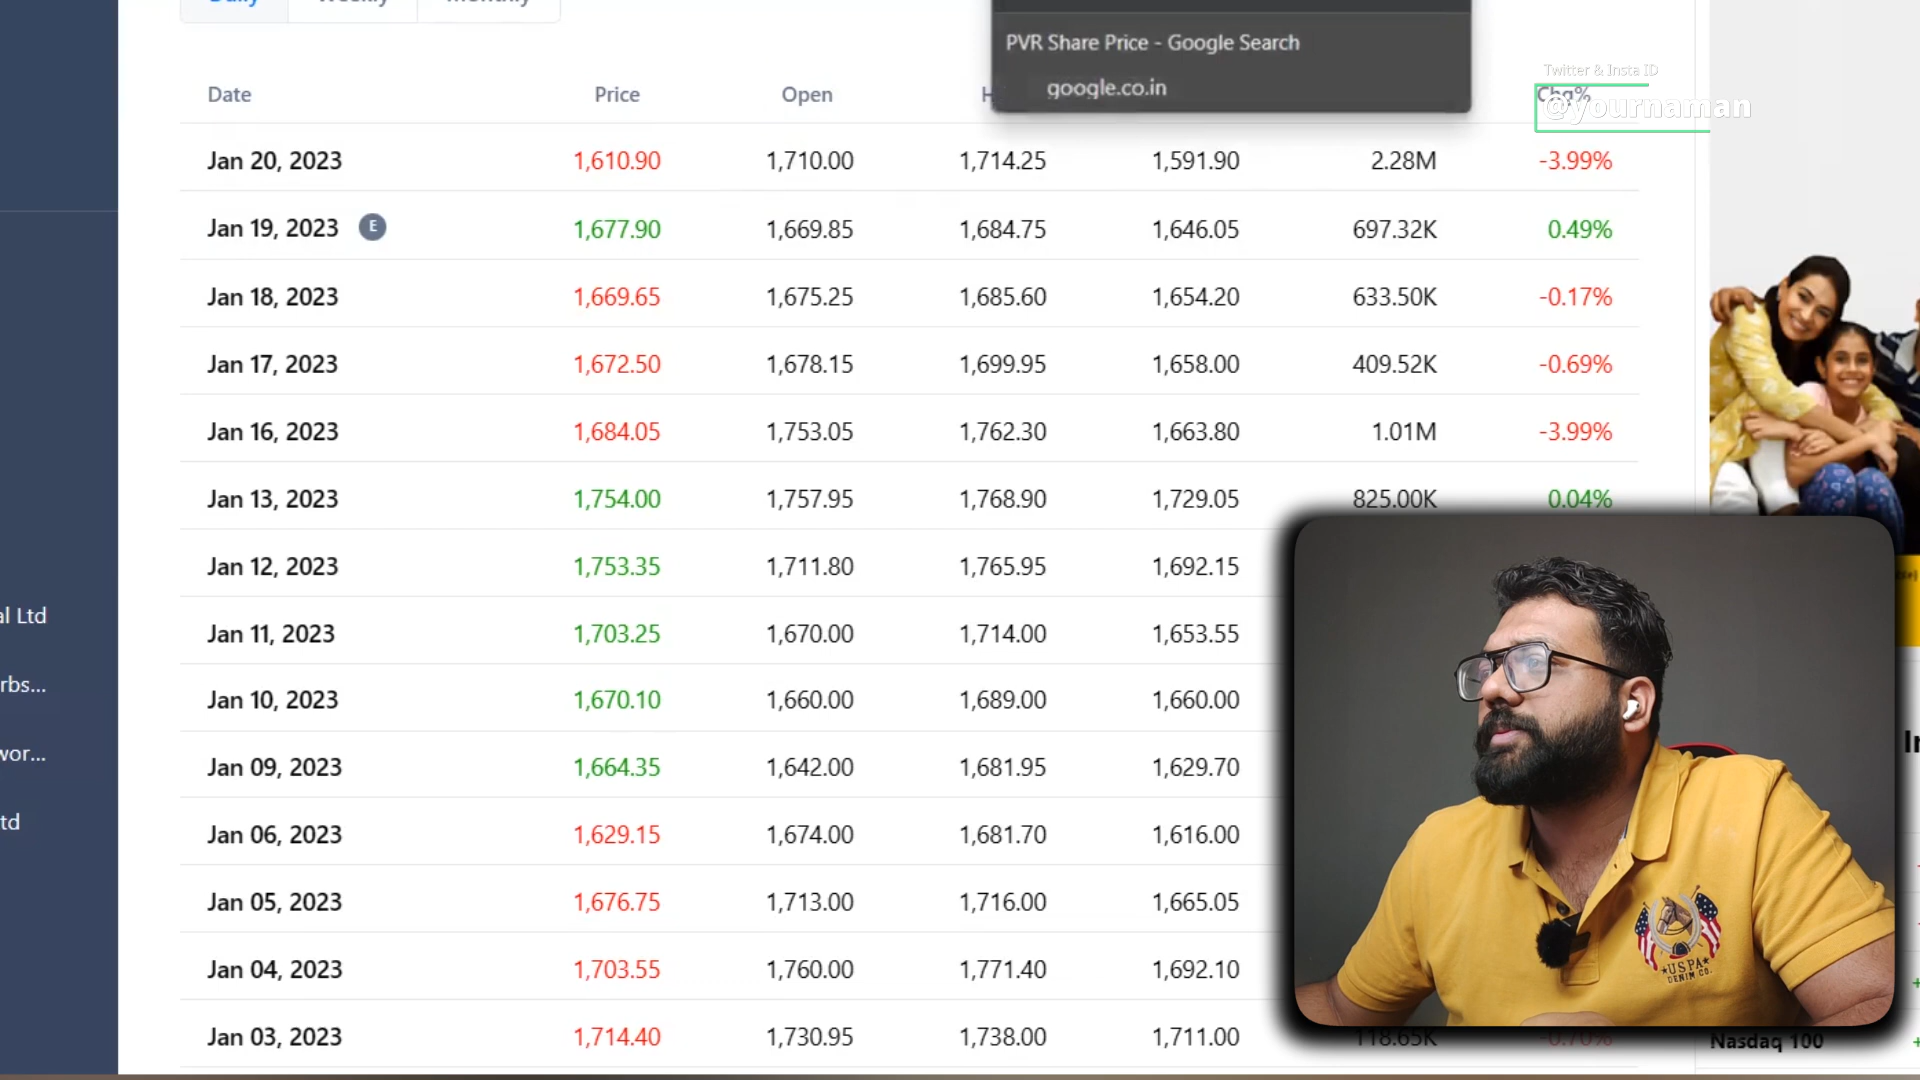 Daily Weekly Monthly
PVR Share Price - Google Search
google.co.in
Twitter & Insta ID
@yournaman
Date Price Open Chg%
Jan 20, 2023 1,610.90 1,710.00 1,714.25 1,591.90 2.28M -3.99%
Jan 19, 2023 E 1,677.90 1,669.85 1,684.75 1,646.05 697.32K 0.49%
Jan 18, 2023 1,669.65 1,675.25 1,685.60 1,654.20 633.50K -0.17%
Jan 17, 2023 1,672.50 1,678.15 1,699.95 1,658.00 409.52K -0.69%
Jan 16, 2023 1,684.05 1,753.05 1,762.30 1,663.80 1.01M -3.99%
Jan 13, 2023 1,754.00 1,757.95 1,768.90 1,729.05 825.00K 0.04%
Jan 12, 2023 1,753.35 1,711.80 1,765.95 1,692.15
Jan 11, 2023 1,703.25 1,670.00 1,714.00 1,653.55
Jan 10, 2023 1,670.10 1,660.00 1,689.00 1,660.00
Jan 09, 2023 1,664.35 1,642.00 1,681.95 1,629.70
Jan 06, 2023 1,629.15 1,674.00 1,681.70 1,616.00
Jan 05, 2023 1,676.75 1,713.00 1,716.00 1,665.05
Jan 04, 2023 1,703.55 1,760.00 1,771.40 1,692.10
Jan 03, 2023 1,714.40 1,730.95 1,738.00 1,711.00 118.65K -0.70%
al Ltd
rbs...
wor...
td
USPA
DENIM CO.
Nasdaq 100